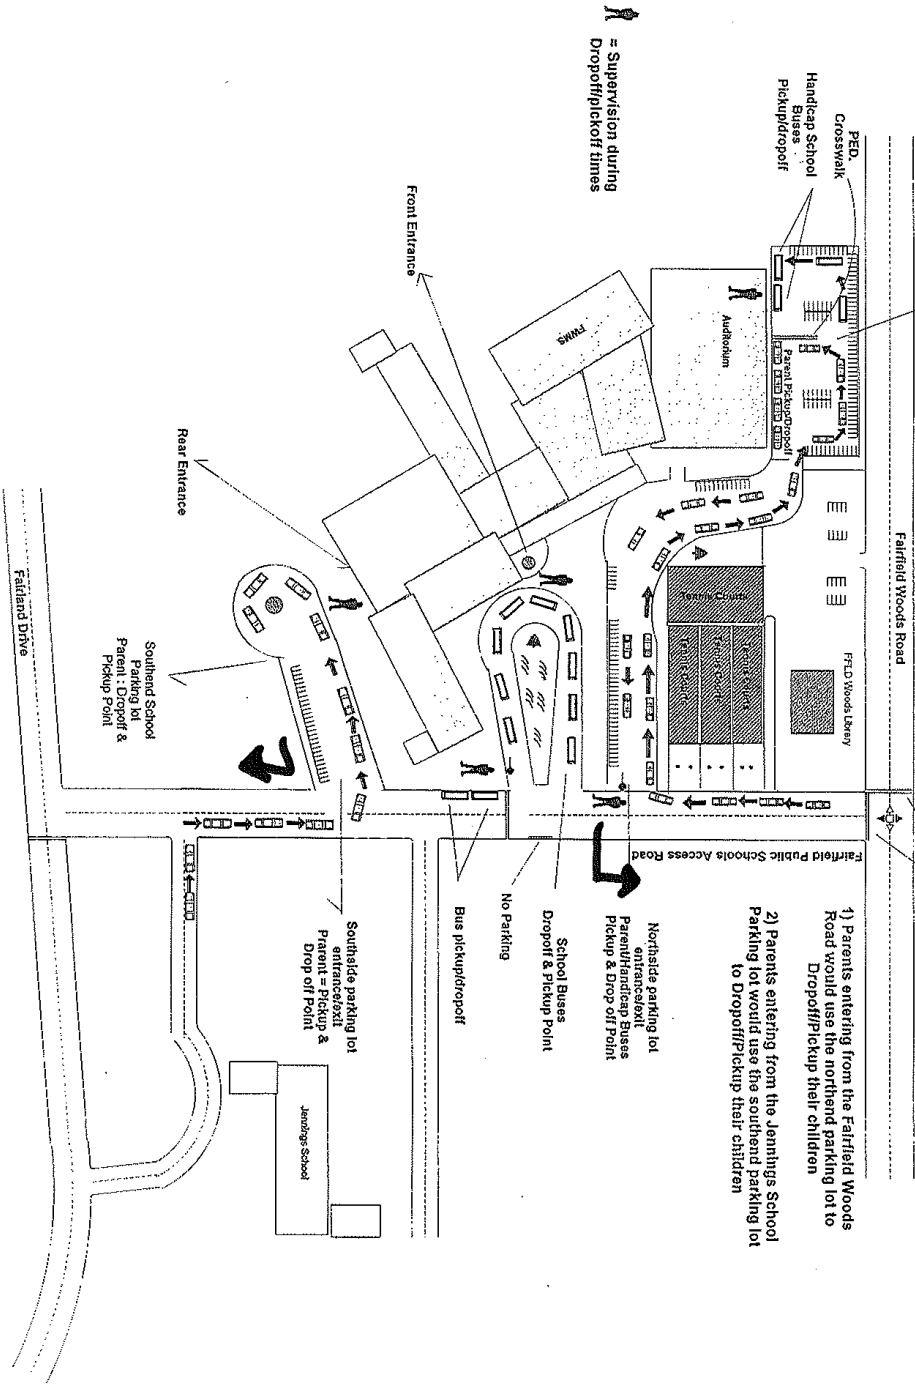 = Supervision during
Dropoff/pickoff times
Handicap School
Buses
Pickup/dropoff
PED.
Crosswalk
Fairfield Woods Road
Parent Pickup/Dropoff
Auditorium
FWMS
Front Entrance
Rear Entrance
Tennis Courts
Tennis Courts
Tennis Courts
Tennis Courts
FFLD Woods Library
Fairland Drive
Southend School
Parking lot
Parent : Dropoff &
Pickup Point
Fairfield Public Schools Access Road
1) Parents entering from the Fairfield Woods
Road would use the northend parking lot to
Dropoff/Pickup their children
2) Parents entering from the Jennings School
Parking lot would use the southend parking lot
to Dropoff/Pickup their children
Northside parking lot
entrance/exit
Parent/Handicap Buses
Pickup & Drop off Point
School Buses
Dropoff & Pickup Point
No Parking
Bus pickup/dropoff
Southside parking lot
entrance/exit
Prarent = Pickup &
Drop off Point
Jennings School